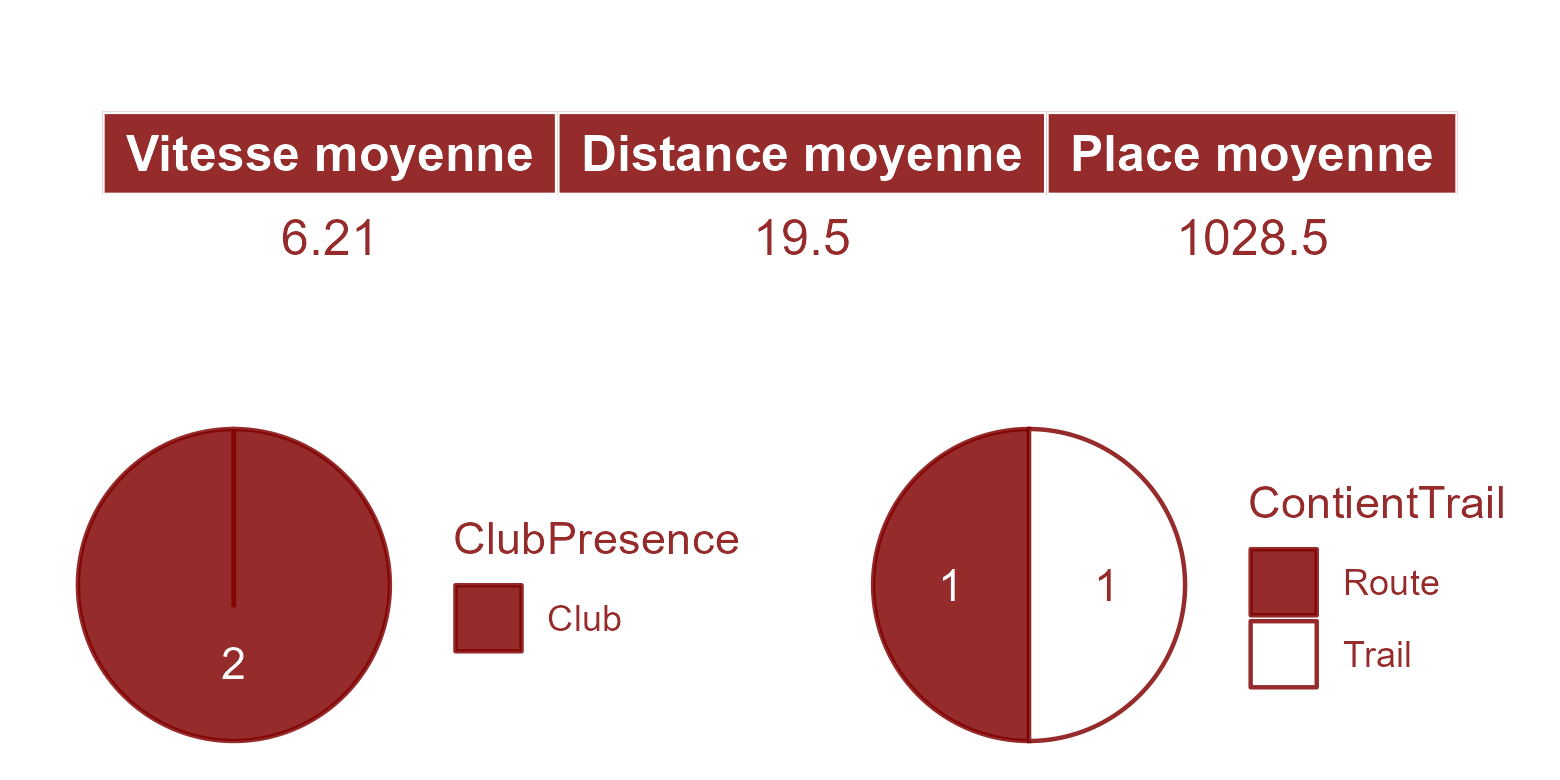 Vitesse moyenne Distance moyenne Place moyenne
6.21 19.5 1028.5
ClubPresence
Club
2
ContientTrail
Route
Trail
1 1